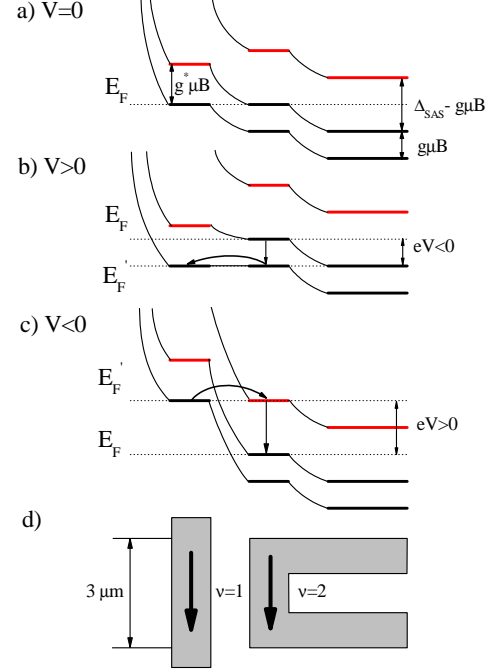 a) V=0
E_F
g*μB
Δ_SAS - gμB
gμB
b) V>0
E_F
eV<0
E_F'
c) V<0
E_F'
eV>0
E_F
d)
3 μm
ν=1
ν=2